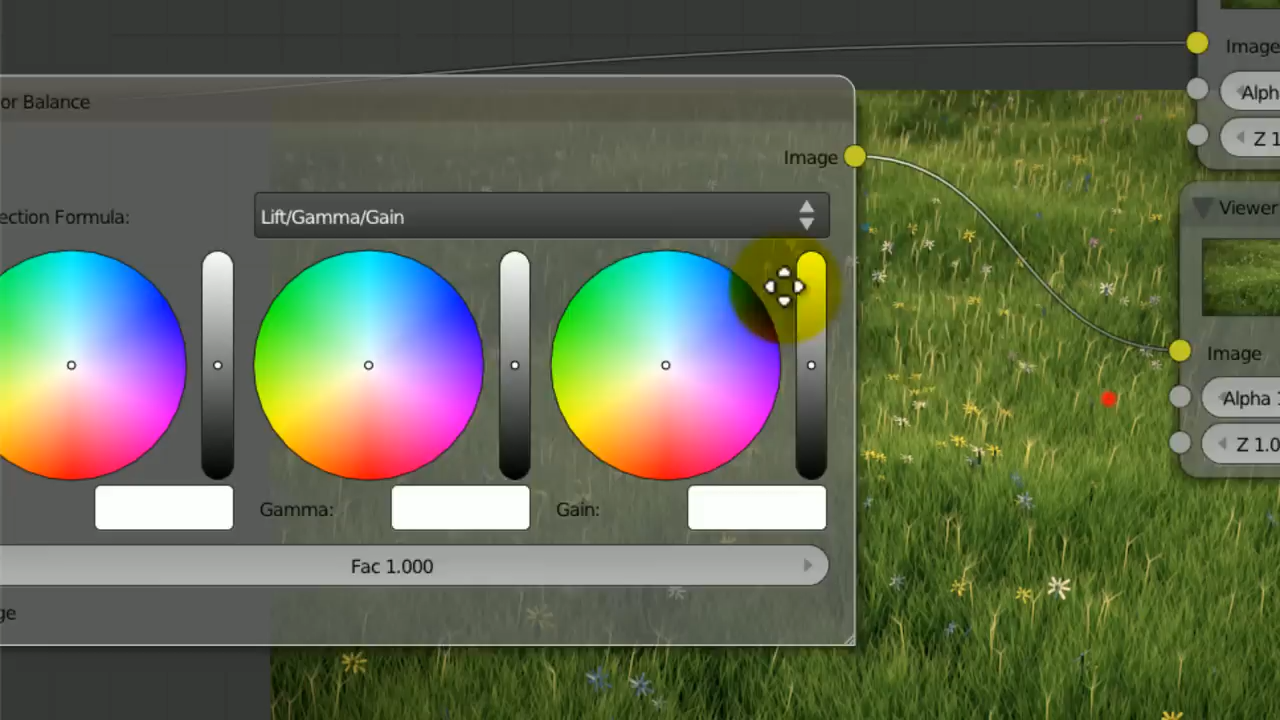 Image
or Balance
Alph
Z 1
Image
Viewer
ection Formula:
Lift/Gamma/Gain
Image
Alpha 1
Z 1.0
Gamma:
Gain:
Fac 1.000
ge